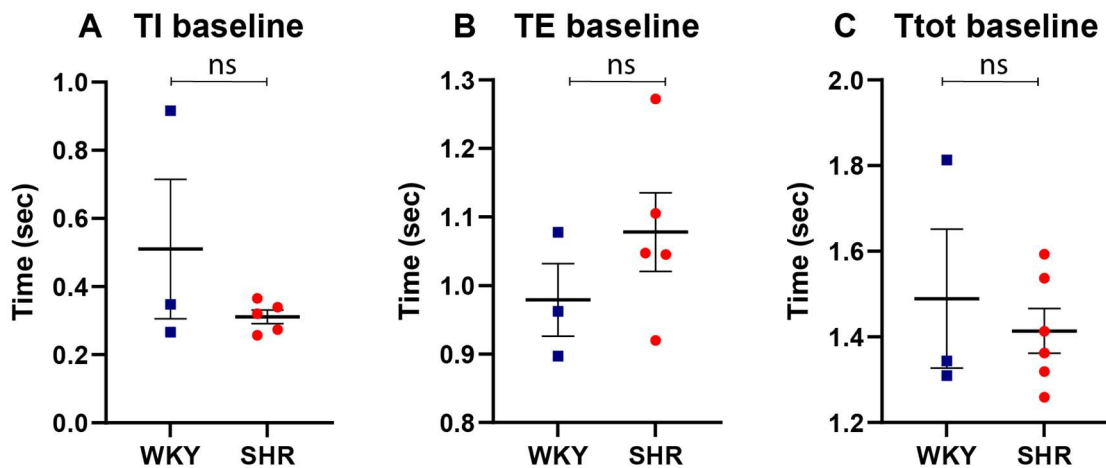 A TI baseline
ns
Time (sec)
1.0
0.8
0.6
0.4
0.2
0.0
WKY SHR
B TE baseline
ns
Time (sec)
1.3
1.2
1.1
1.0
0.9
0.8
WKY SHR
C Ttot baseline
ns
Time (sec)
2.0
1.8
1.6
1.4
1.2
WKY SHR